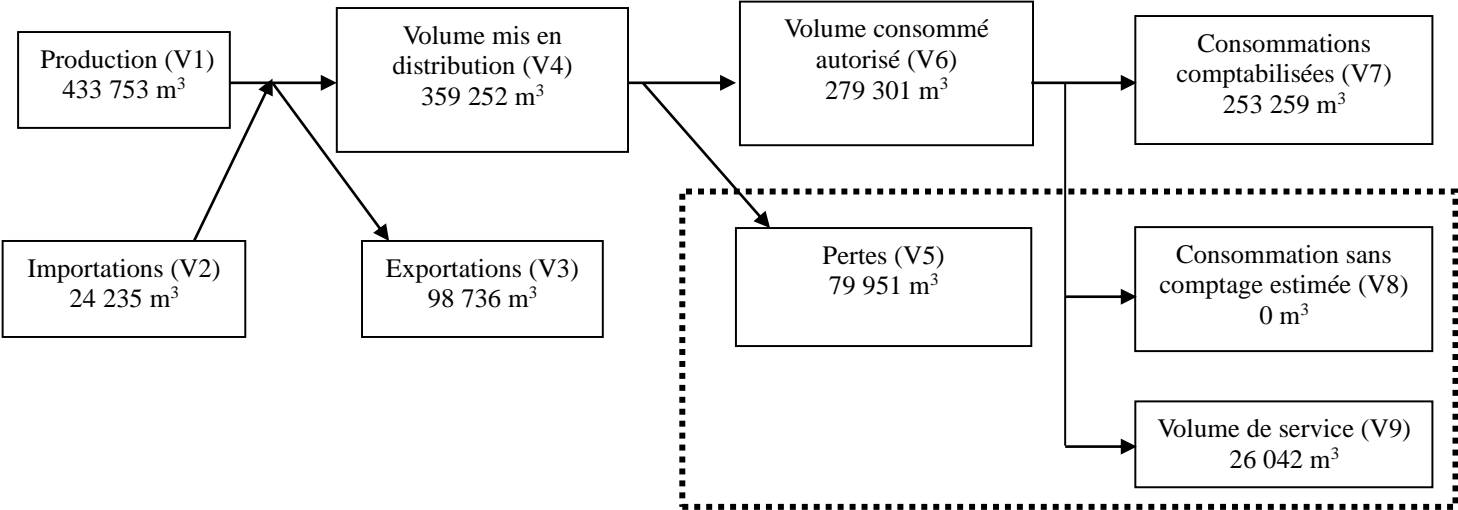 Production (V1)
433 753 m³
Volume mis en
distribution (V4)
359 252 m³
Volume consommé
autorisé (V6)
279 301 m³
Consommations
comptabilisées (V7)
253 259 m³
Importations (V2)
24 235 m³
Exportations (V3)
98 736 m³
Pertes (V5)
79 951 m³
Consommation sans
comptage estimée (V8)
0 m³
Volume de service (V9)
26 042 m³